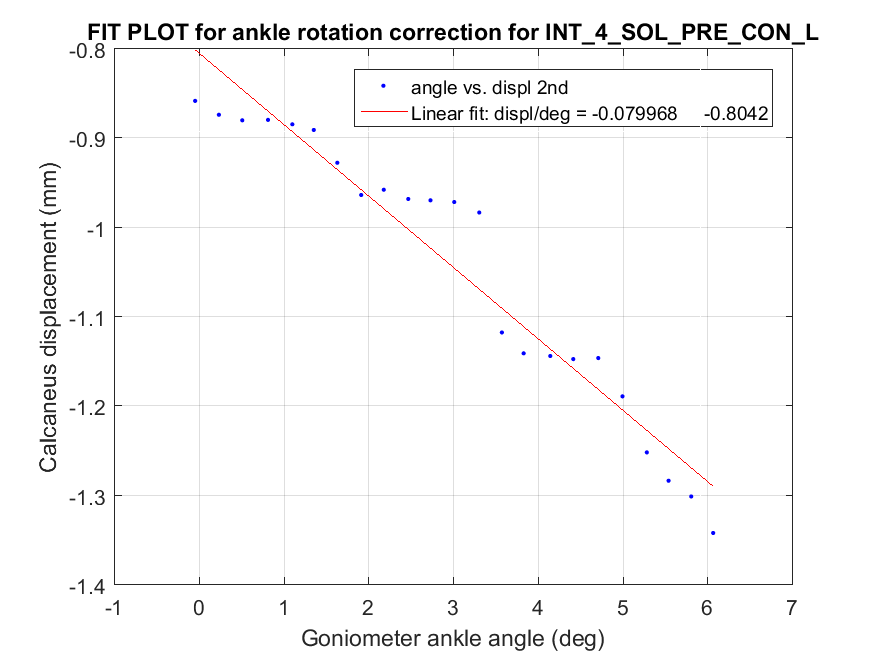 FIT PLOT for ankle rotation correction for INT_4_SOL_PRE_CON_L
angle vs. displ 2nd
Linear fit: displ/deg = -0.079968 -0.8042
-0.8
-0.9
-1
-1.1
-1.2
-1.3
-1.4
Calcaneus displacement (mm)
-1 0 1 2 3 4 5 6 7
Goniometer ankle angle (deg)